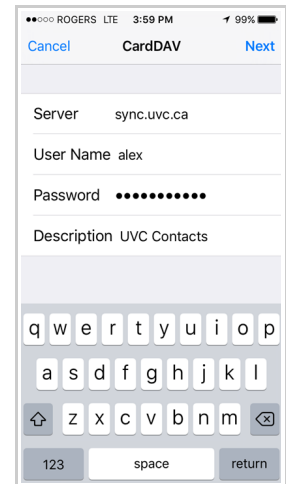 ●●○○○ ROGERS LTE 3:59 PM 99%
Cancel CardDAV Next
Server sync.uvc.ca
User Name alex
Password ●●●●●●●●●●●
Description UVC Contacts
q w e r t y u i o p
a s d f g h j k l
z x c v b n m
123 space return